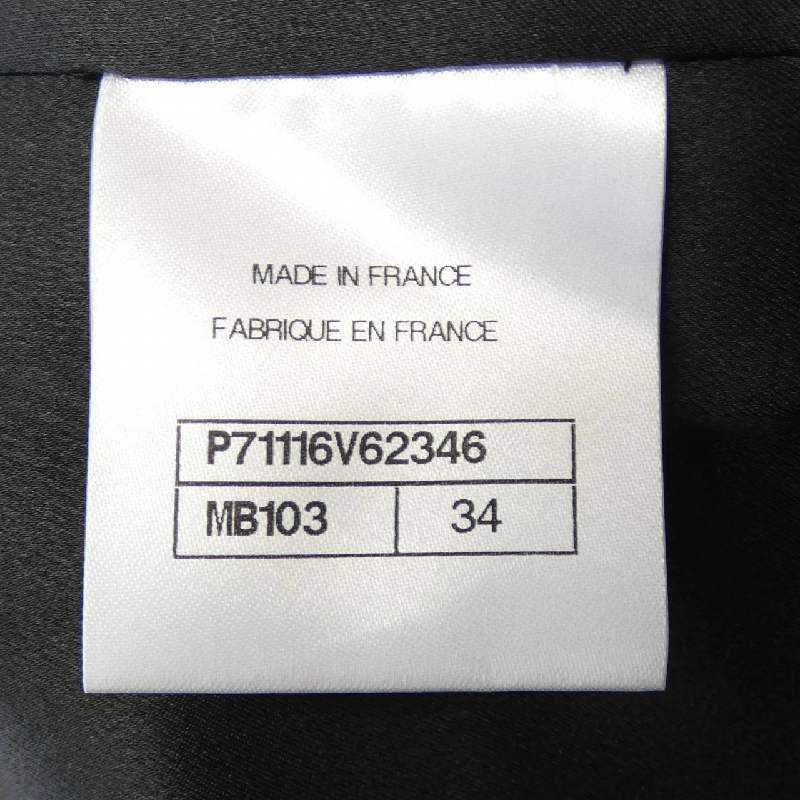 MADE IN FRANCE
FABRIQUE EN FRANCE
P71116V62346
MB103 34